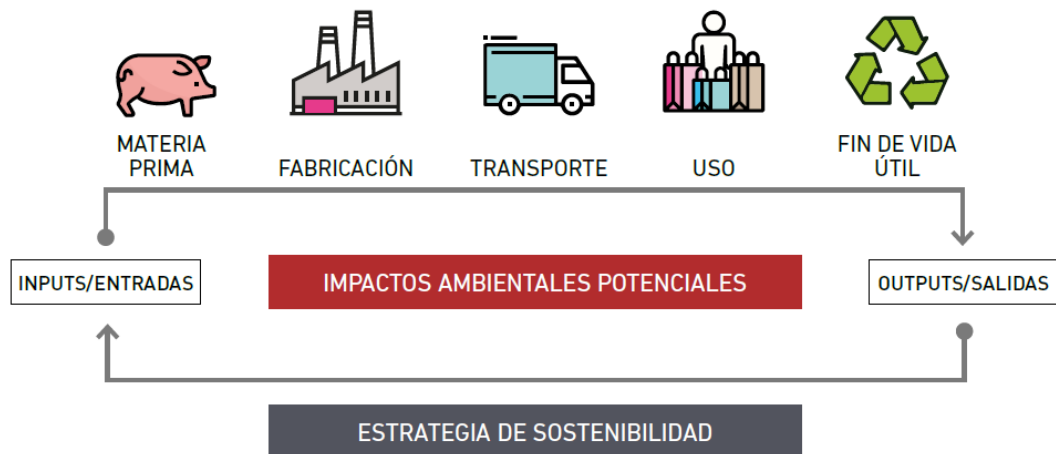 MATERIA
PRIMA
FABRICACIÓN
TRANSPORTE
USO
FIN DE VIDA
ÚTIL
INPUTS/ENTRADAS
IMPACTOS AMBIENTALES POTENCIALES
OUTPUTS/SALIDAS
ESTRATEGIA DE SOSTENIBILIDAD